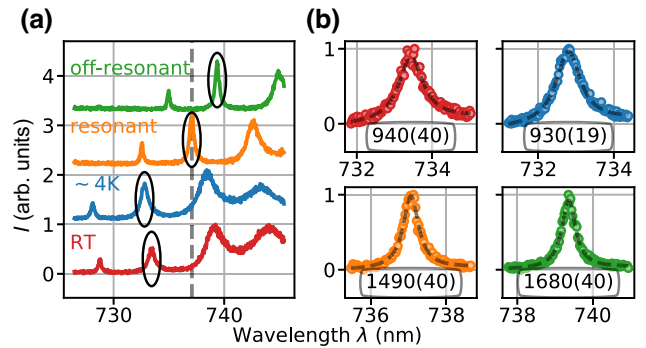 (a)
(b)
off-resonant
resonant
~ 4K
RT
4
3
2
1
0
730
740
I (arb. units)
1
0
940(40)
732
734
930(19)
732
734
1
0
1490(40)
736
738
1680(40)
738
740
Wavelength λ (nm)